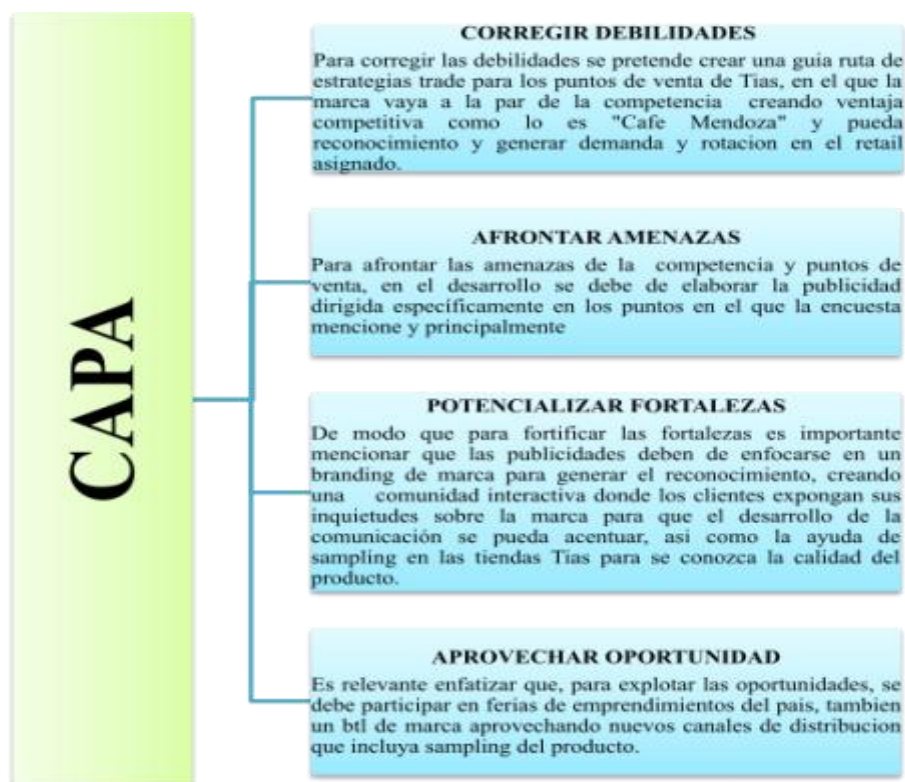 CAPA
CORREGIR DEBILIDADES
Para corregir las debilidades se pretende crear una guia ruta de
estrategias trade para los puntos de venta de Tias, en el que la
marca vaya a la par de la competencia creando ventaja
competitiva como lo es "Cafe Mendoza" y pueda
reconocimiento y generar demanda y rotacion en el retail
asignado.
AFRONTAR AMENAZAS
Para afrontar las amenazas de la competencia y puntos de
venta, en el desarrollo se debe de elaborar la publicidad
dirigida específicamente en los puntos en el que la encuesta
mencione y principalmente
POTENCIALIZAR FORTALEZAS
De modo que para fortificar las fortalezas es importante
mencionar que las publicidades deben de enfocarse en un
branding de marca para generar el reconocimiento, creando
una comunidad interactiva donde los clientes expongan sus
inquietudes sobre la marca para que el desarrollo de la
comunicación se pueda acentuar, asi como la ayuda de
sampling en las tiendas Tias para se conozca la calidad del
producto.
APROVECHAR OPORTUNIDAD
Es relevante enfatizar que, para explotar las oportunidades, se
debe participar en ferias de emprendimientos del pais, tambien
un btl de marca aprovechando nuevos canales de distribucion
que incluya sampling del producto.